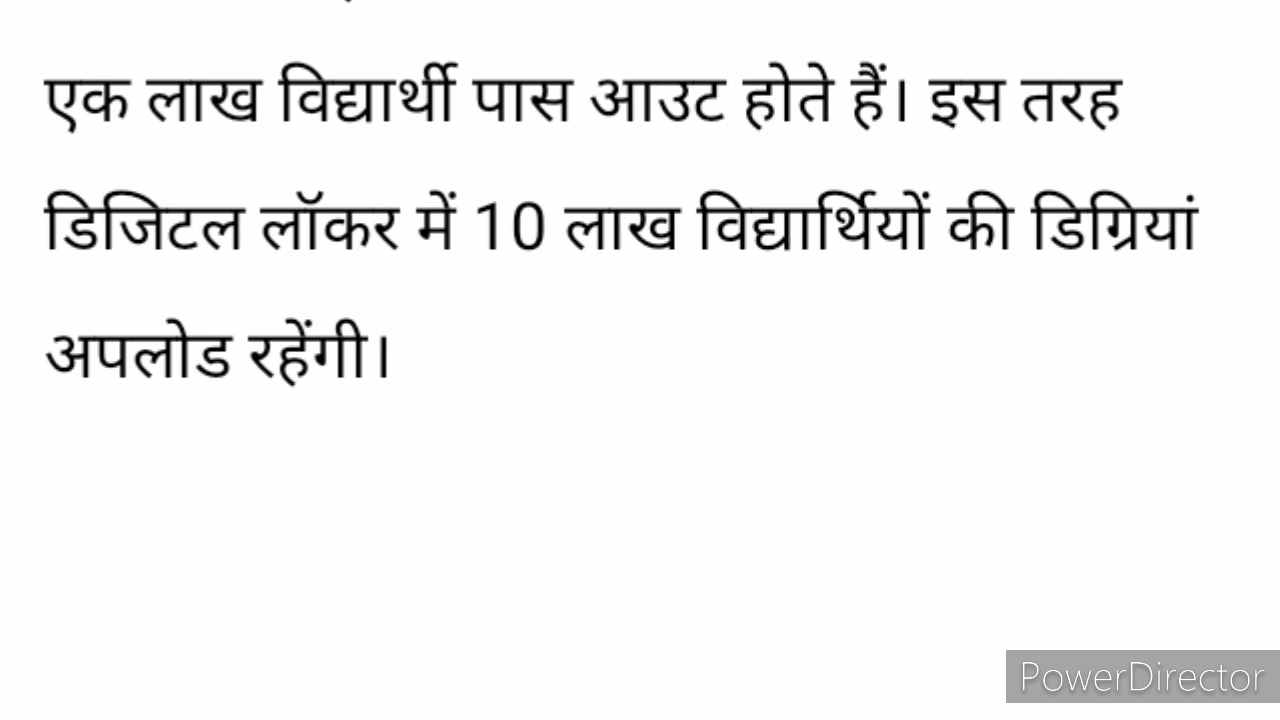 एक लाख विद्यार्थी पास आउट होते हैं। इस तरह
डिजिटल लॉकर में 10 लाख विद्यार्थियों की डिग्रियां
अपलोड रहेंगी।
PowerDirector